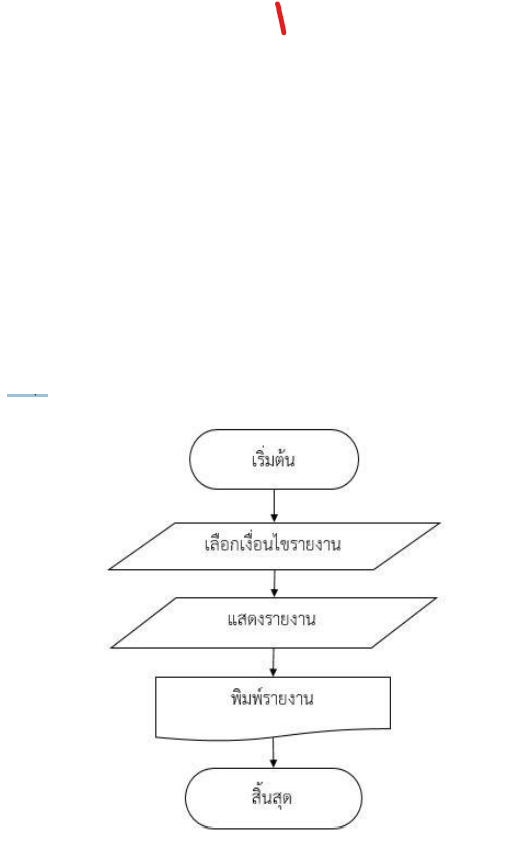 เริ่มต้น
เลือกเงื่อนไขรายงาน
แสดงรายงาน
พิมพ์รายงาน
สิ้นสุด